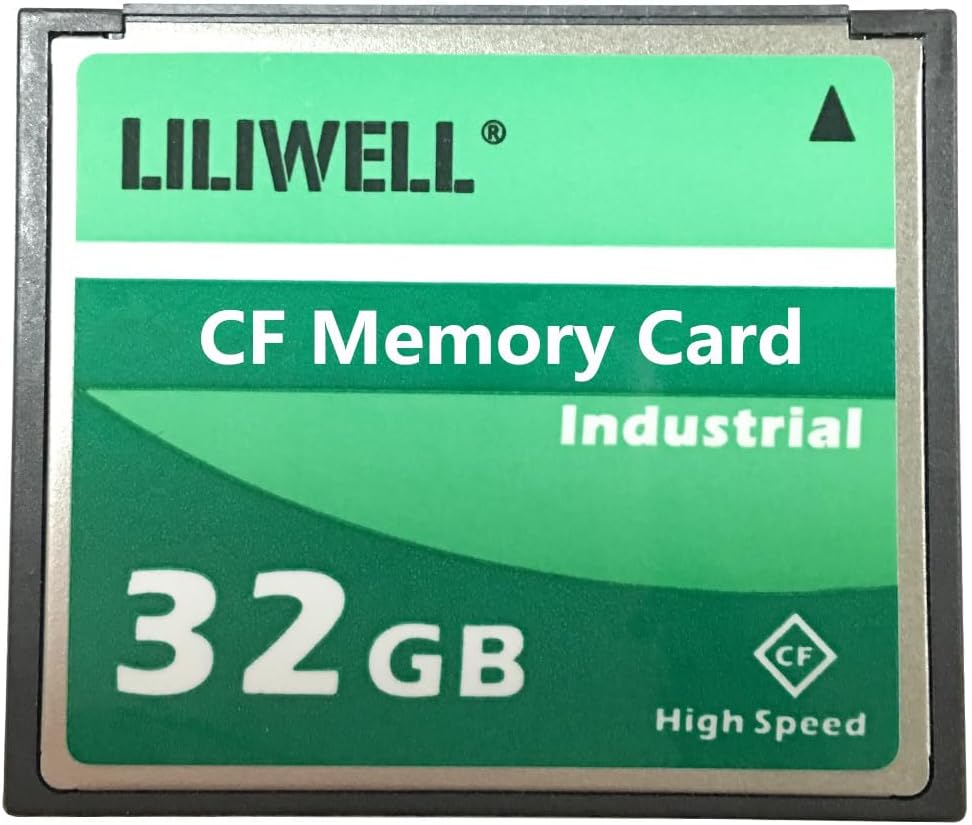 LILIWELL®
CF Memory Card
Industrial
32GB
CF
High Speed